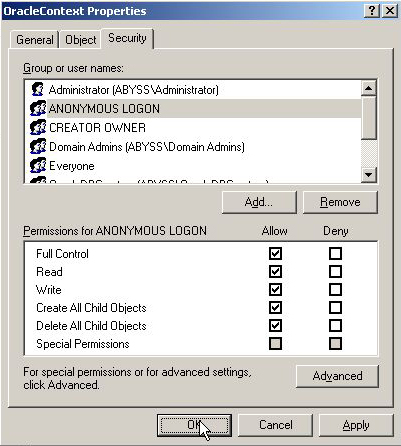 OracleContext Properties
General Object Security
Group or user names:
Administrator (ABYSS\Administrator)
ANONYMOUS LOGON
CREATOR OWNER
Domain Admins (ABYSS\Domain Admins)
Everyone
Add... Remove
Permissions for ANONYMOUS LOGON Allow Deny
Full Control
Read
Write
Create All Child Objects
Delete All Child Objects
Special Permissions
For special permissions or for advanced settings,
click Advanced.
Advanced
OK Cancel Apply